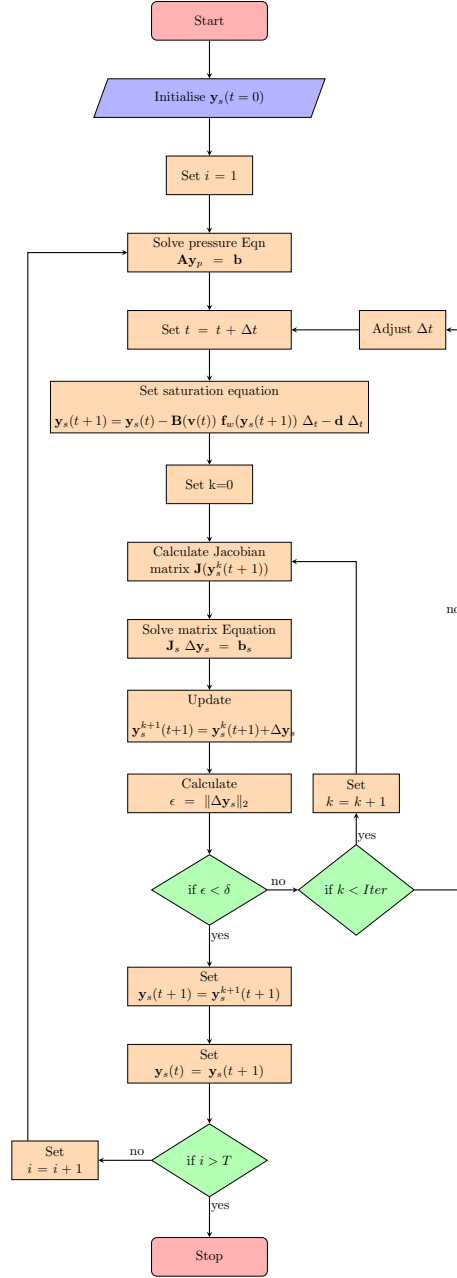 Start
Initialise y_s(t=0)
Set i = 1
Solve pressure Eqn
Ay_p = b
Set t = t + Δt
Adjust Δt
Set saturation equation
y_s(t+1) = y_s(t) − B(v(t)) f_w(y_s(t+1)) Δ_t − d Δ_t
Set k=0
Calculate Jacobian
matrix J(y_s^k(t+1))
Solve matrix Equation
J_s Δy_s = b_s
Update
y_s^{k+1}(t+1) = y_s^k(t+1)+Δy_s
Calculate
ϵ = ‖Δy_s‖_2
Set
k = k+1
yes
if ϵ < δ
no
if k < Iter
yes
Set
y_s(t+1) = y_s^{k+1}(t+1)
Set
y_s(t) = y_s(t+1)
Set
i = i+1
no
if i > T
yes
Stop